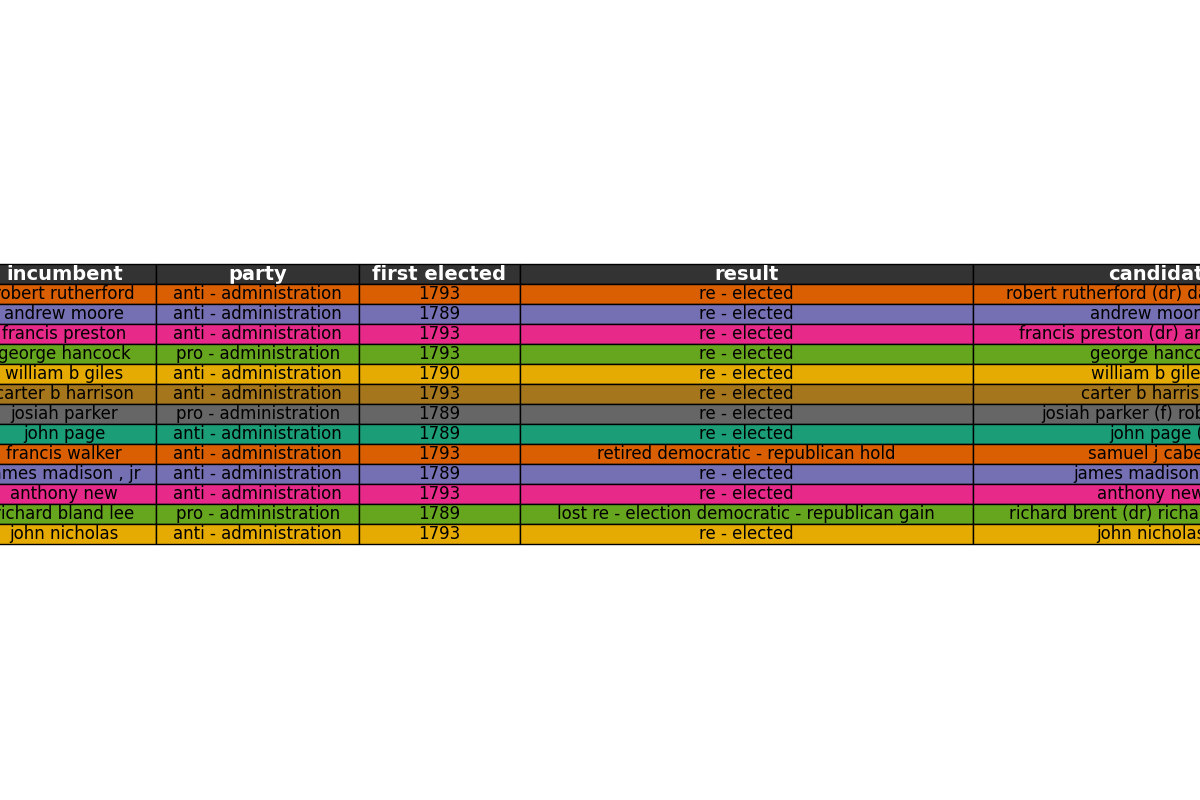 incumbent party first elected result candidat
robert rutherford anti - administration 1793 re - elected robert rutherford (dr)
andrew moore anti - administration 1789 re - elected andrew moor
francis preston anti - administration 1793 re - elected francis preston (dr)
george hancock pro - administration 1793 re - elected george hanco
william b giles anti - administration 1790 re - elected william b gile
carter b harrison anti - administration 1793 re - elected carter b harris
josiah parker pro - administration 1789 re - elected josiah parker (f) rob
john page anti - administration 1789 re - elected john page (
francis walker anti - administration 1793 retired democratic - republican hold samuel j cabe
ames madison , jr anti - administration 1789 re - elected james madison
anthony new anti - administration 1793 re - elected anthony new
richard bland lee pro - administration 1789 lost re - election democratic - republican gain richard brent (dr) richa
john nicholas anti - administration 1793 re - elected john nicholas